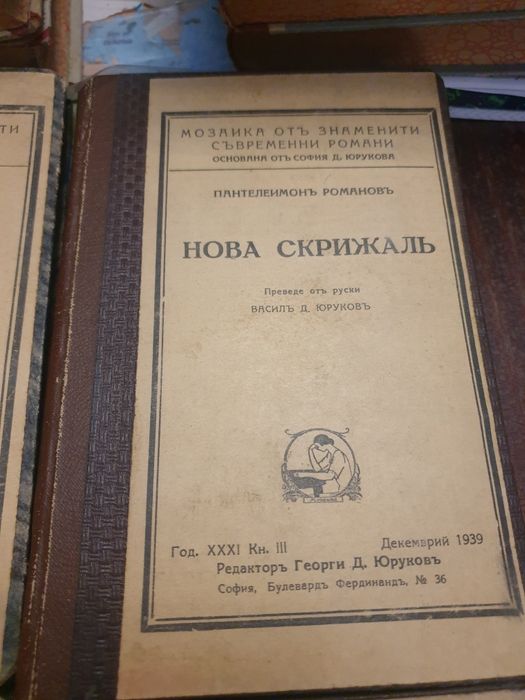 МОЗАИКА ОТЪ ЗНАМЕНИТИ
СЪВРЕМЕННИ РОМАНИ
ОСНОВАНА ОТЪ СОФИЯ Д. ЮРУКОВА
ПАНТЕЛЕИМОНЪ РОМАНОВЪ
НОВА СКРИЖАЛЬ
Преведе отъ руски
ВАСИЛЪ Д. ЮРУКОВЪ
Год. XXXI Кн. III
Декемврий 1939
Редакторъ Георги Д. Юруковъ
София, Булевардъ Фердинандъ, № 36
ТИ